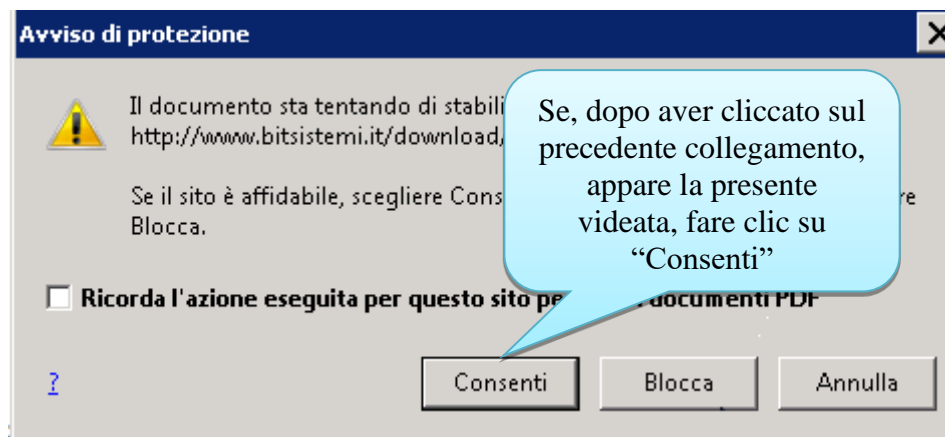 Avviso di protezione
Il documento sta tentando di stabili
http://www.bitsistemi.it/download/
Se il sito è affidabile, scegliere Cons re
Blocca.
Se, dopo aver cliccato sul
precedente collegamento,
appare la presente
videata, fare clic su
“Consenti”
Ricorda l'azione eseguita per questo sito pe i documenti PDF
?
Consenti
Blocca
Annulla